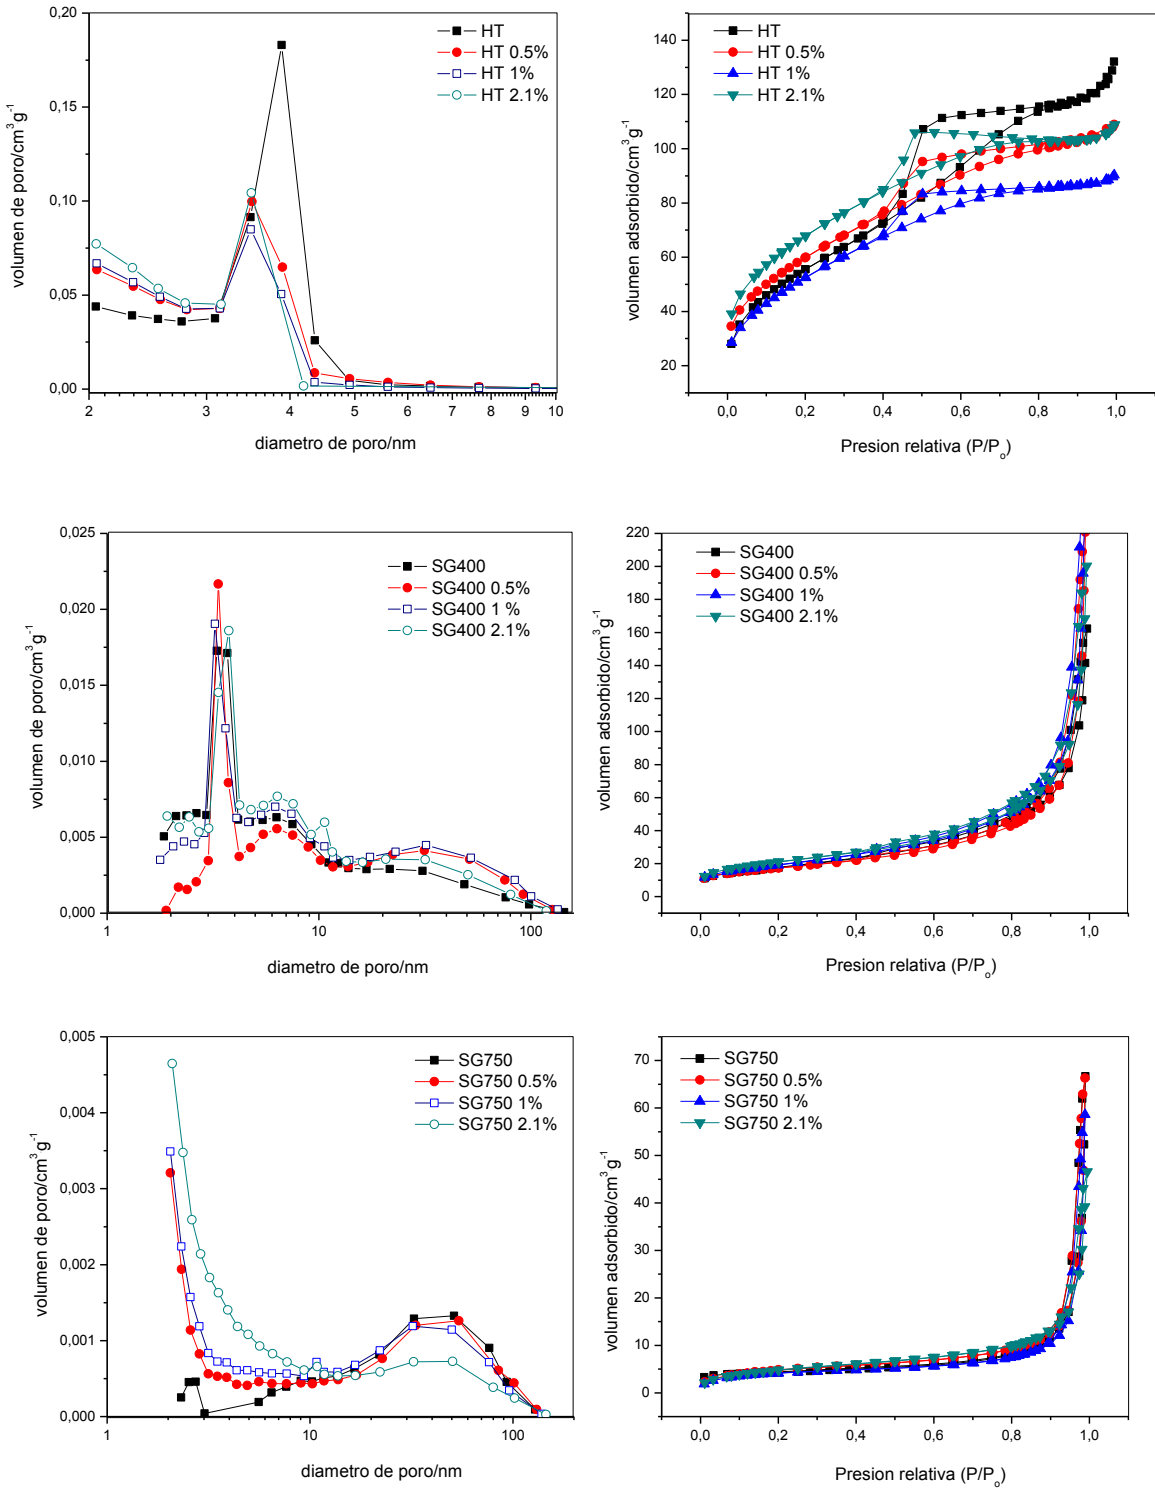 0,20
0,15
0,10
0,05
0,00
volumen de poro/cm³g⁻¹
HT
HT 0.5%
HT 1%
HT 2.1%
2 3 4 5 6 7 8 9 10
diametro de poro/nm
140
120
100
80
60
40
20
volumen adsorbido/cm³g⁻¹
HT
HT 0.5%
HT 1%
HT 2.1%
0,0 0,2 0,4 0,6 0,8 1,0
Presion relativa (P/Pₒ)
0,025
0,020
0,015
0,010
0,005
0,000
volumen de poro/cm³g⁻¹
SG400
SG400 0.5%
SG400 1 %
SG400 2.1%
1 10 100
diametro de poro/nm
220
200
180
160
140
120
100
80
60
40
20
0
volumen adsorbido/cm³g⁻¹
SG400
SG400 0.5%
SG400 1%
SG400 2.1%
0,0 0,2 0,4 0,6 0,8 1,0
Presion relativa (P/Pₒ)
0,005
0,004
0,003
0,002
0,001
0,000
volumen de poro/cm³g⁻¹
SG750
SG750 0.5%
SG750 1%
SG750 2.1%
1 10 100
diametro de poro/nm
70
60
50
40
30
20
10
0
volumen adsorbido/cm³g⁻¹
SG750
SG750 0.5%
SG750 1%
SG750 2.1%
0,0 0,2 0,4 0,6 0,8 1,0
Presion relativa (P/Pₒ)